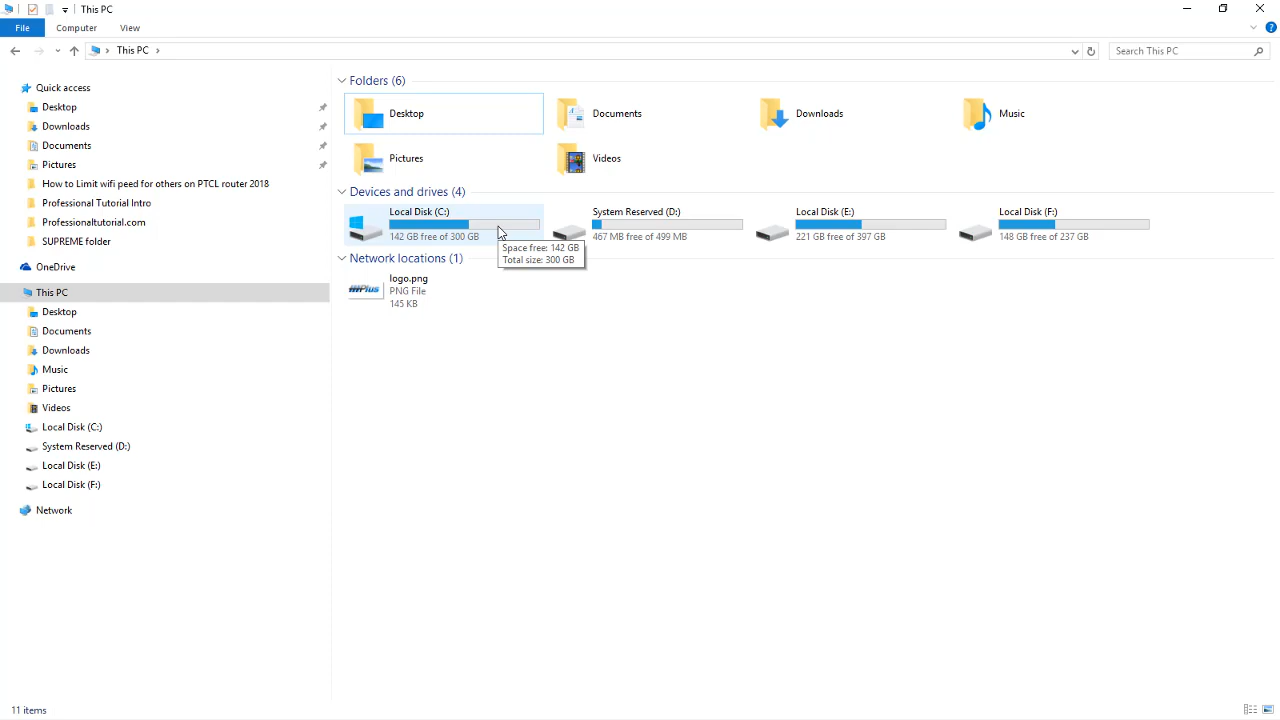 This PC
File
Computer
View
This PC
Search This PC
Quick access
Desktop
Downloads
Documents
Pictures
How to Limit wifi peed for others on PTCL router 2018
Professional Tutorial Intro
Professionaltutorial.com
SUPREME folder
OneDrive
This PC
Desktop
Documents
Downloads
Music
Pictures
Videos
Local Disk (C:)
System Reserved (D:)
Local Disk (E:)
Local Disk (F:)
Network
Folders (6)
Desktop
Documents
Downloads
Music
Pictures
Videos
Devices and drives (4)
Local Disk (C:)
142 GB free of 300 GB
System Reserved (D:)
467 MB free of 499 MB
Local Disk (E:)
221 GB free of 397 GB
Local Disk (F:)
148 GB free of 237 GB
Space free: 142 GB
Total size: 300 GB
Network locations (1)
logo.png
PNG File
145 KB
11 items